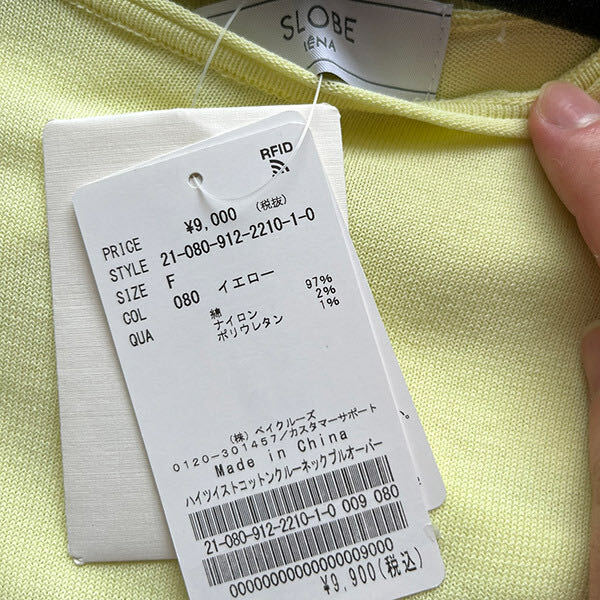 SLOBE
IÉNA
RFID
PRICE ¥9,000 (税抜)
STYLE 21-080-912-2210-1-0
SIZE F
COL 080 イエロー
QUA 綿 97%
ナイロン 2%
ポリウレタン 1%
(株)ベイクルーズ
0120-301457/カスタマーサポート
Made in China
ハイツイストコットンクルーネックプルオーバー
21-080-912-2210-1-0 009 080
0000000000000009000
¥9,900(税込)